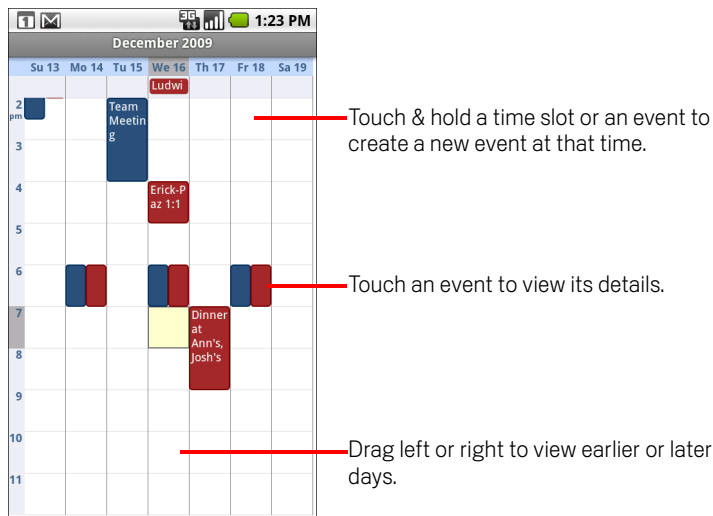 1 3G 1:23 PM
December 2009
Su 13 Mo 14 Tu 15 We 16 Th 17 Fr 18 Sa 19
Ludwi
2
pm
Team
Meetin
g
Touch & hold a time slot or an event to
create a new event at that time.
3
4
Erick-P
az 1:1
5
6
Touch an event to view its details.
7
Dinner
at
Ann's,
Josh's
8
9
10
Drag left or right to view earlier or later
days.
11